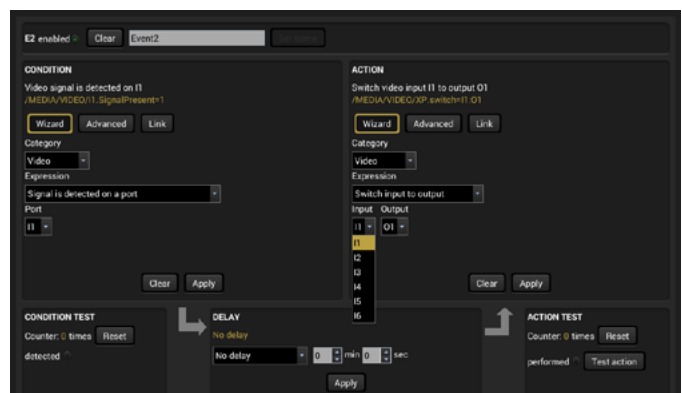 E2 enabled Clear Event2 Set name
CONDITION
Video signal is detected on I1
/MEDIA/VIDEO/I1.SignalPresent=1
Wizard Advanced Link
Category
Video
Expression
Signal is detected on a port
Port
I1
Clear Apply
ACTION
Switch video input I1 to output O1
/MEDIA/VIDEO/XP.switch=I1:O1
Wizard Advanced Link
Category
Video
Expression
Switch input to output
Input Output
I1 O1
I1
I2
I3
I4
I5
I6
Clear Apply
CONDITION TEST
Counter: 0 times Reset
detected
DELAY
No delay
No delay 0 min 0 sec
Apply
ACTION TEST
Counter: 0 times Reset
performed Test action